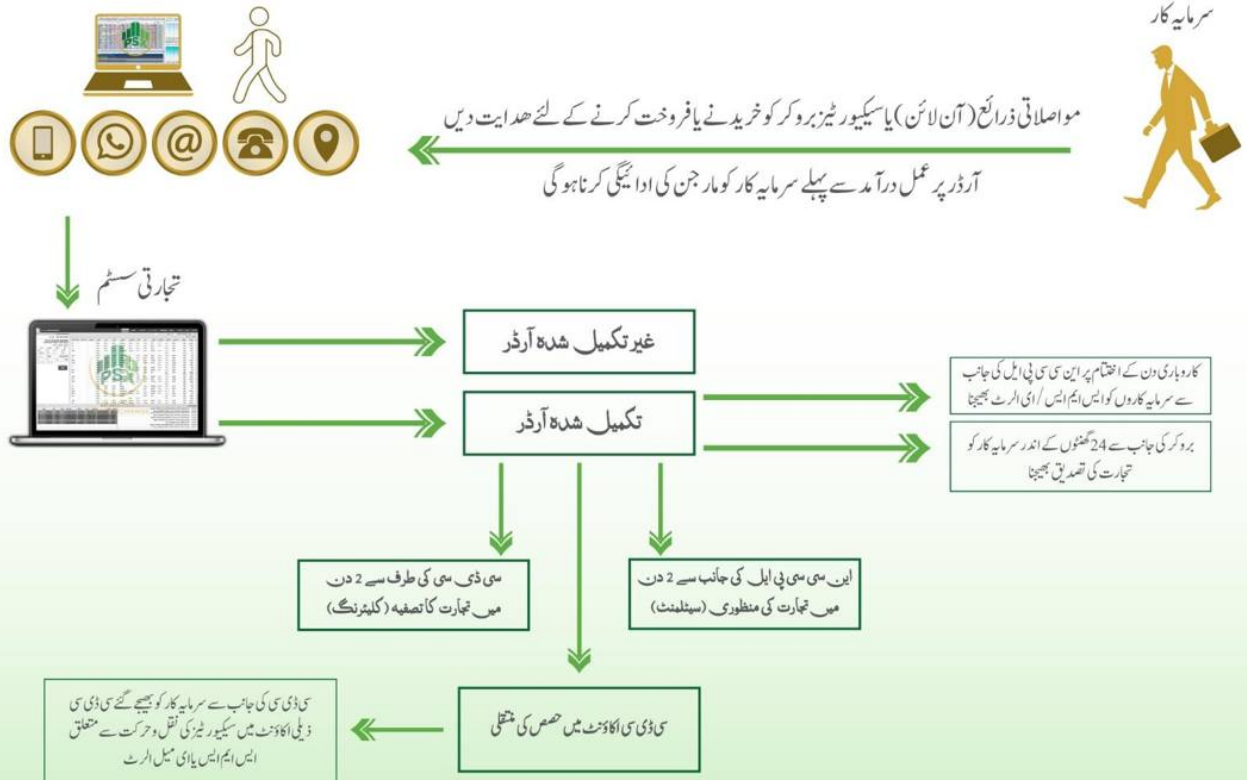 سرمایہ کار
مواصلاتی ذرائع (آن لائن) یا سیکیورٹیز بروکر کو خریدنے یا فروخت کرنے کے لئے ھدایت دیں
آرڈر پر عمل درآمد سے پہلے سرمایہ کار کو مارجن کی ادائیگی کرنا ہوگی
PSX
تجارتی سسٹم
PSX
غیر تکمیل شدہ آرڈر
تکمیل شدہ آرڈر
کاروباری دن کے اختتام پر این سی سی پی ایل کی جانب
سے سرمایہ کاروں کو ایس ایم ایس / ای الرٹ بھیجنا
بروکر کی جانب سے 24 گھنٹوں کے اندر سرمایہ کار کو
تجارت کی تصدیق بھیجنا
این سی سی پی ایل کی جانب سے 2 دن
میں تجارت کی منظوری (سیٹلمنٹ)
سی ڈی سی کی طرف سے 2 دن
میں تجارت کا تصفیہ (کلیئرنگ)
سی ڈی سی اکاؤنٹ میں حصص کی منتقلی
سی ڈی سی کی جانب سے سرمایہ کار کو بھیجے گئے سی ڈی سی
ذیلی اکاؤنٹ میں سیکیورٹیز کی نقل و حرکت سے متعلق
ایس ایم ایس یا ای میل الرٹ